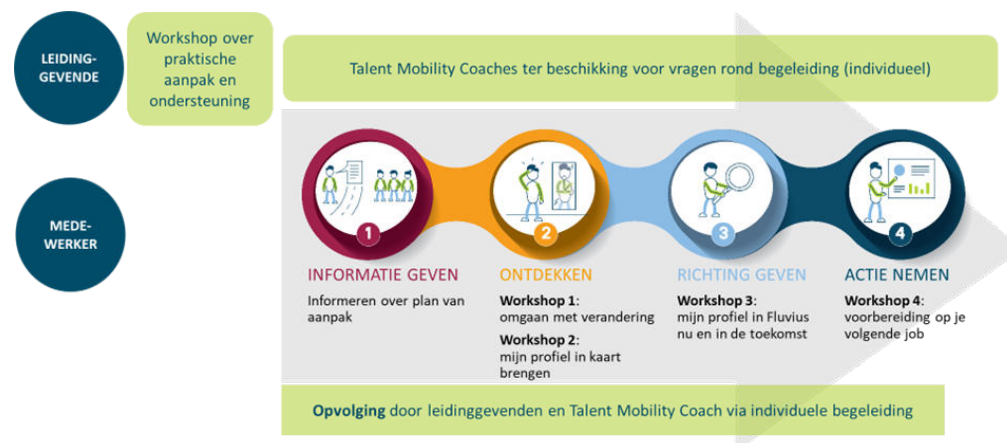 LEIDING-
GEVENDE
Workshop over
praktische
aanpak en
ondersteuning
Talent Mobility Coaches ter beschikking voor vragen rond begeleiding (individueel)
MEDE-
WERKER
1
2
3
4
INFORMATIE GEVEN
Informeren over plan van
aanpak
ONTDEKKEN
Workshop 1:
omgaan met verandering
Workshop 2:
mijn profiel in kaart
brengen
RICHTING GEVEN
Workshop 3:
mijn profiel in Fluvius
nu en in de toekomst
ACTIE NEMEN
Workshop 4:
voorbereiding op je
volgende job
Opvolging door leidinggevenden en Talent Mobility Coach via individuele begeleiding